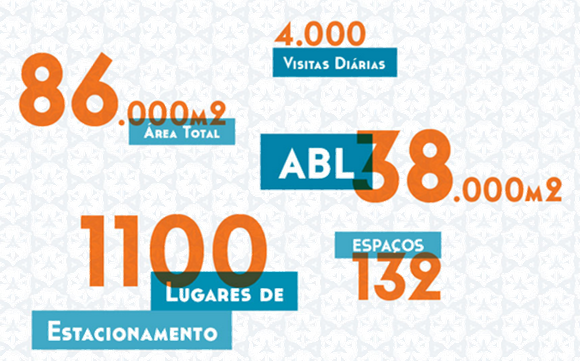 4.000
VISITAS DIÁRIAS
86.000M2
ÁREA TOTAL
ABL 38.000M2
1100
LUGARES DE
ESTACIONAMENTO
ESPAÇOS
132